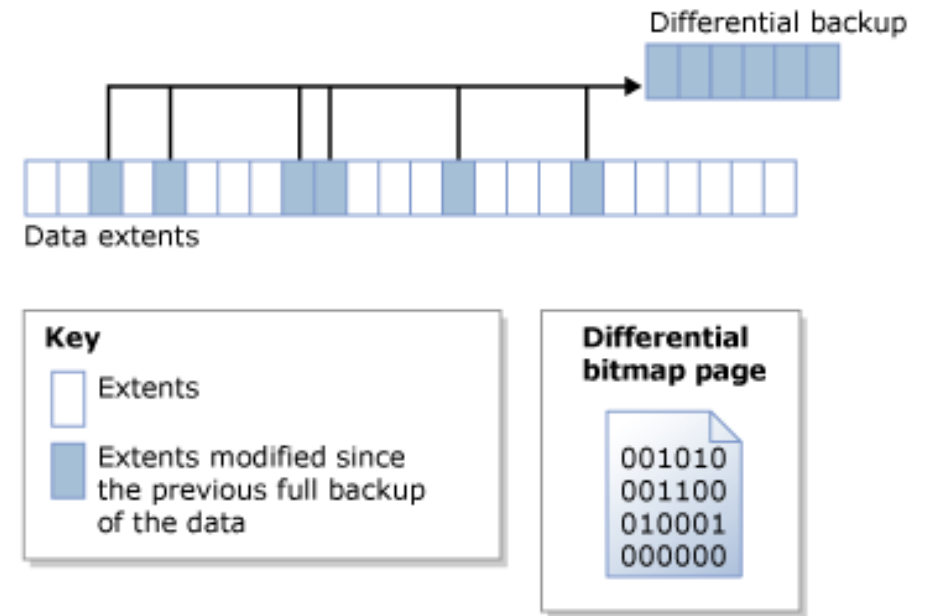 Differential backup
Data extents
Key
Extents
Extents modified since
the previous full backup
of the data
Differential
bitmap page
001010
001100
010001
000000